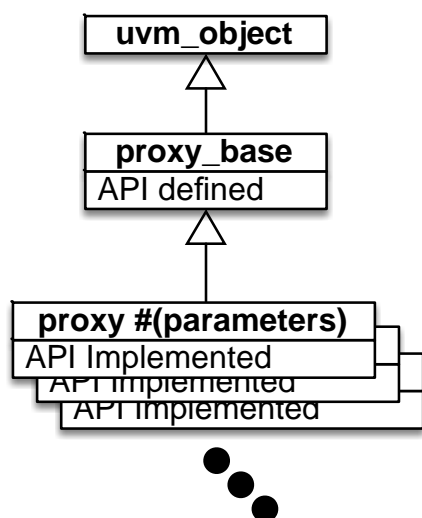 uvm_object
proxy_base
API defined
proxy #(parameters)
API Implemented
API Implemented
API Implemented